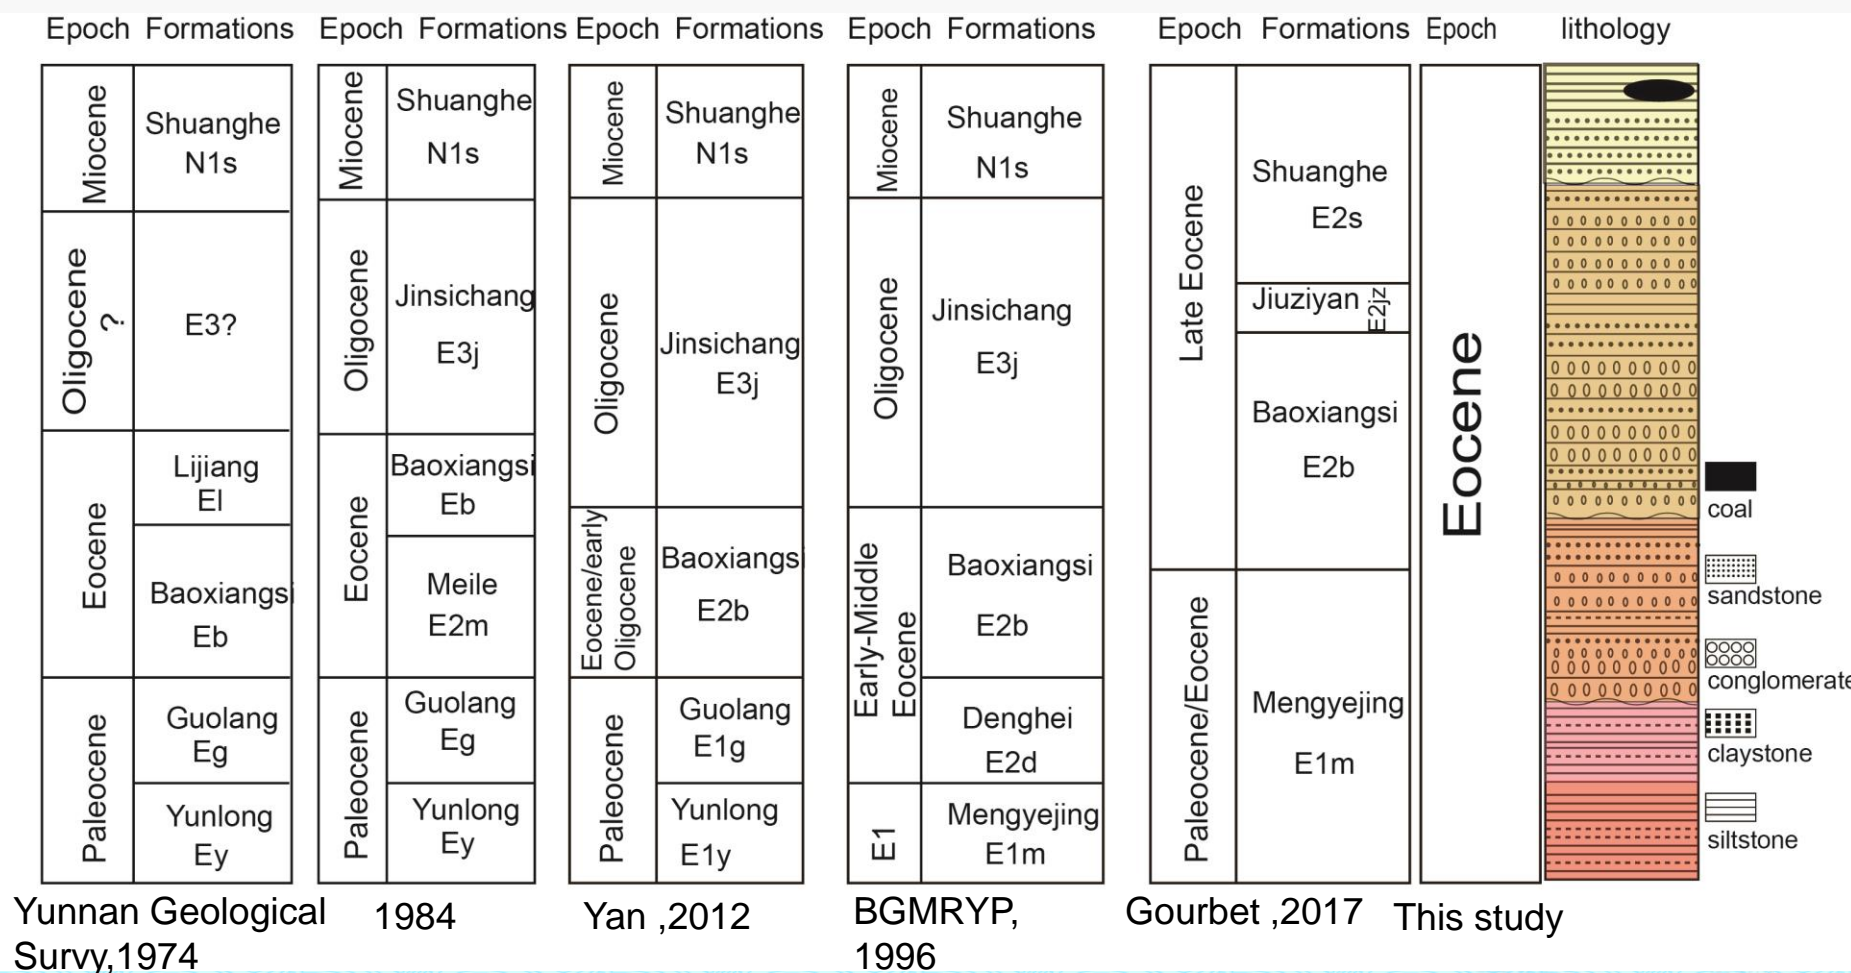 Epoch Formations Epoch Formations Epoch Formations Epoch Formations Epoch Formations Epoch lithology
Miocene
Shuanghe
N1s
Oligocene
?
E3?
Eocene
Lijiang
El
Baoxiangsi
Eb
Paleocene
Guolang
Eg
Yunlong
Ey
Yunnan Geological
Survy,1974
Miocene
Shuanghe
N1s
Oligocene
Jinsichang
E3j
Eocene
Baoxiangsi
Eb
Meile
E2m
Paleocene
Guolang
Eg
Yunlong
Ey
1984
Miocene
Shuanghe
N1s
Oligocene
Jinsichang
E3j
Eocene/early
Oligocene
Baoxiangsi
E2b
Paleocene
Guolang
E1g
Yunlong
E1y
Yan ,2012
Miocene
Shuanghe
N1s
Oligocene
Jinsichang
E3j
Early-Middle
Eocene
Baoxiangsi
E2b
Denghei
E2d
E1
Mengyejing
E1m
BGMRYP,
1996
Late Eocene
Shuanghe
E2s
Jiuziyan E2jz
Baoxiangsi
E2b
Paleocene/Eocene
Mengyejing
E1m
Gourbet ,2017
Eocene
This study
coal
sandstone
conglomerate
claystone
siltstone